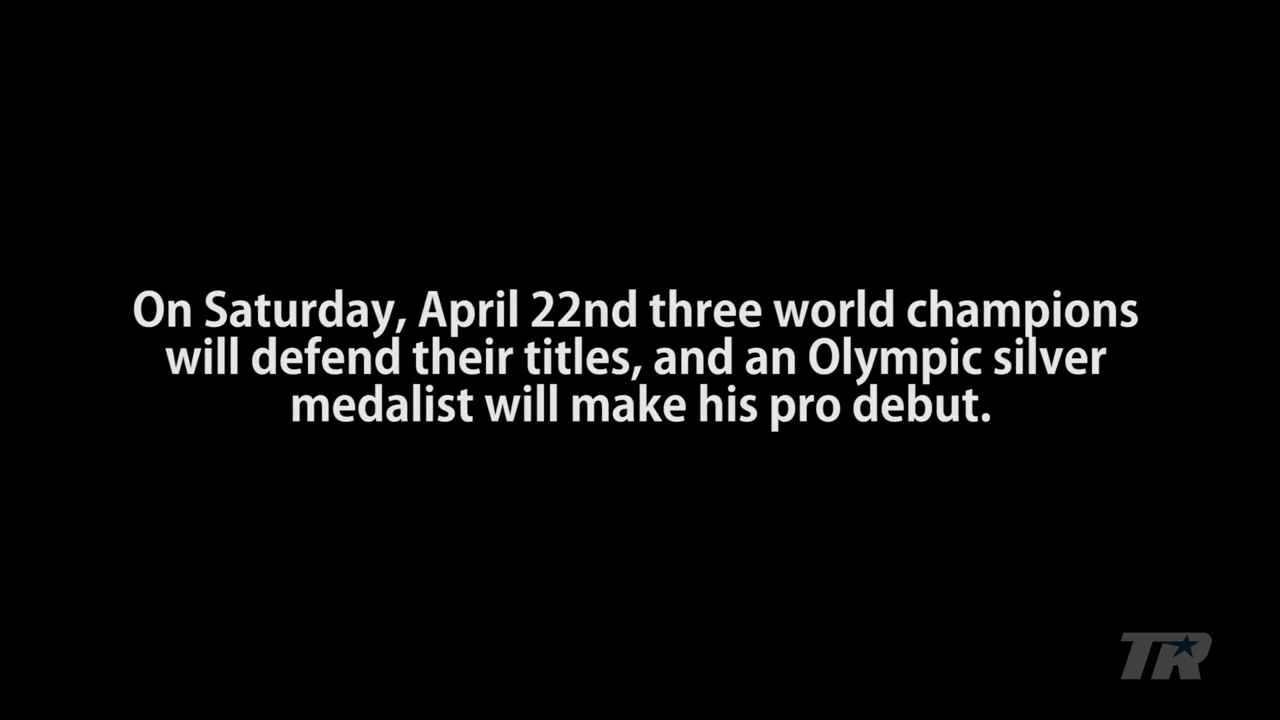 On Saturday, April 22nd three world champions
will defend their titles, and an Olympic silver
medalist will make his pro debut.
TR